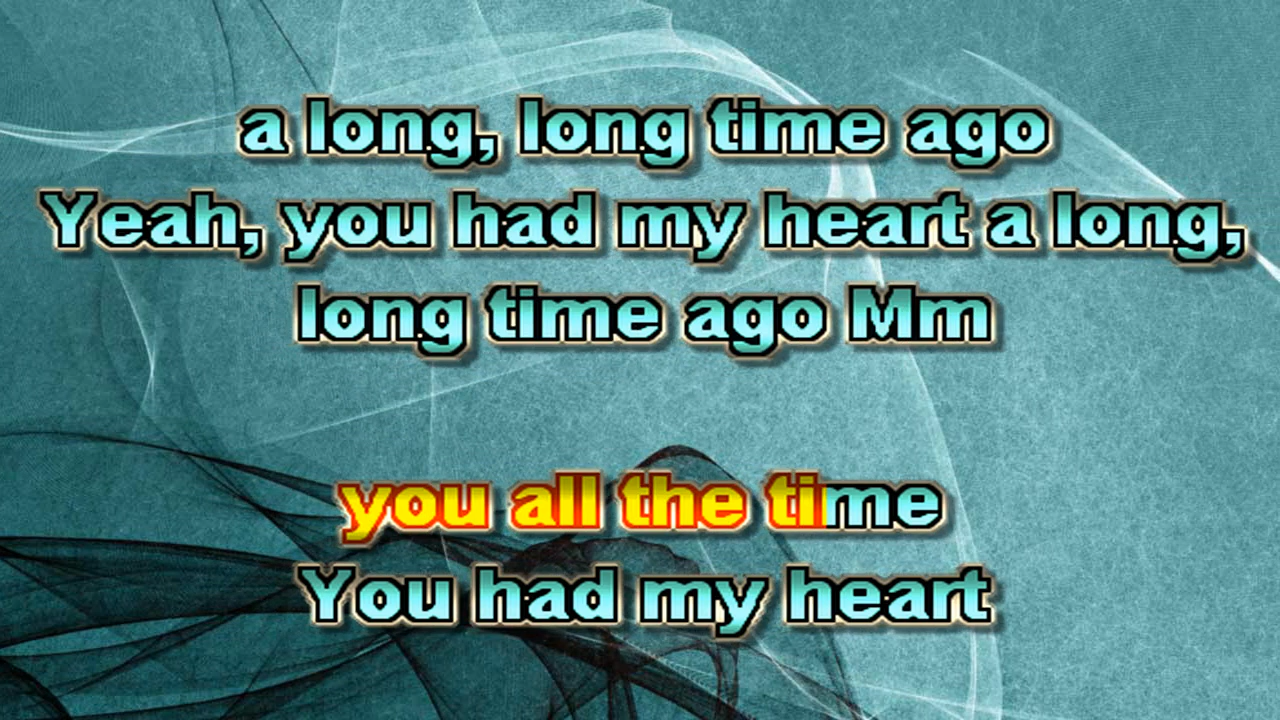 a long, long time ago
Yeah, you had my heart a long,
long time ago Mm
you all the time
You had my heart